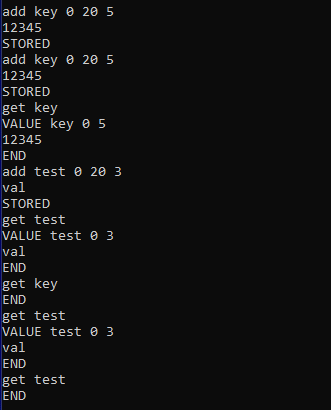 add key 0 20 5
12345
STORED
add key 0 20 5
12345
STORED
get key
VALUE key 0 5
12345
END
add test 0 20 3
val
STORED
get test
VALUE test 0 3
val
END
get key
END
get test
VALUE test 0 3
val
END
get test
END